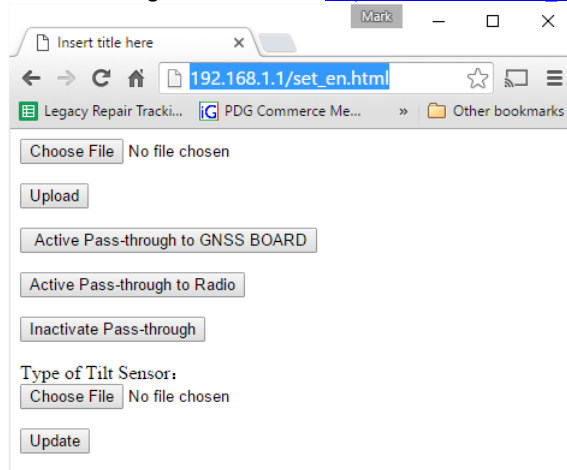 Mark
Insert title here
192.168.1.1/set_en.html
Legacy Repair Tracki... iG PDG Commerce Me... » Other bookmarks
Choose File No file chosen
Upload
Active Pass-through to GNSS BOARD
Active Pass-through to Radio
Inactivate Pass-through
Type of Tilt Sensor：
Choose File No file chosen
Update